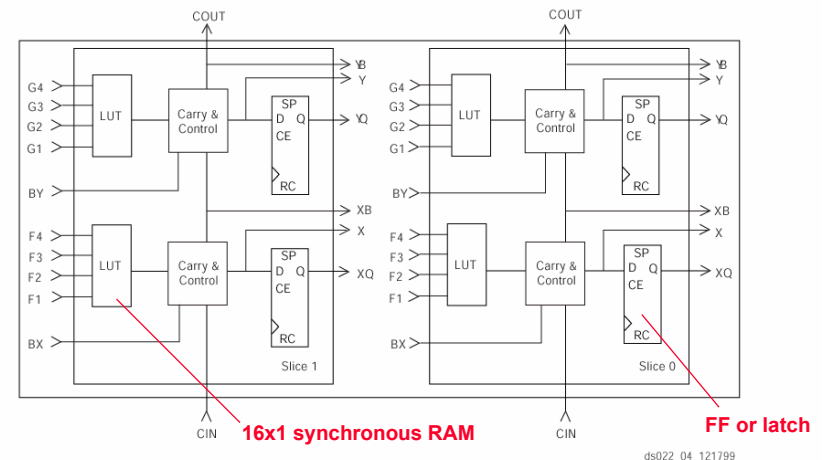 COUT COUT
YB YB
Y Y
G4 G4
G3 LUT Carry & Control SP D Q CE RC YQ G3 LUT Carry & Control SP D Q CE RC YQ
G2 G2
G1 G1
BY BY
XB XB
X X
F4 F4
F3 LUT Carry & Control SP D Q CE RC XQ F3 LUT Carry & Control SP D Q CE RC XQ
F2 F2
F1 F1
BX BX
Slice 1 Slice 0
CIN 16x1 synchronous RAM CIN FF or latch
ds022_04_121799